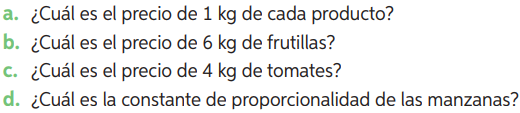 a. ¿Cuál es el precio de 1 kg de cada producto?
b. ¿Cuál es el precio de 6 kg de frutillas?
c. ¿Cuál es el precio de 4 kg de tomates?
d. ¿Cuál es la constante de proporcionalidad de las manzanas?